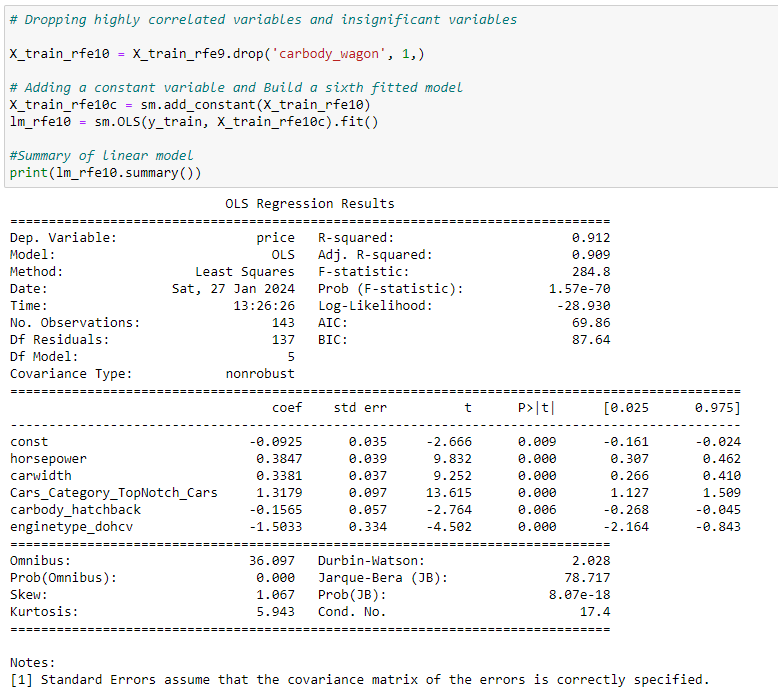 # Dropping highly correlated variables and insignificant variables
X_train_rfe10 = X_train_rfe9.drop('carbody_wagon', 1,)
# Adding a constant variable and Build a sixth fitted model
X_train_rfe10c = sm.add_constant(X_train_rfe10)
lm_rfe10 = sm.OLS(y_train, X_train_rfe10c).fit()
#Summary of linear model
print(lm_rfe10.summary())
OLS Regression Results
==============================================================================
Dep. Variable: price R-squared: 0.912
Model: OLS Adj. R-squared: 0.909
Method: Least Squares F-statistic: 284.8
Date: Sat, 27 Jan 2024 Prob (F-statistic): 1.57e-70
Time: 13:26:26 Log-Likelihood: -28.930
No. Observations: 143 AIC: 69.86
Df Residuals: 137 BIC: 87.64
Df Model: 5
Covariance Type: nonrobust
===============================================================================================
coef std err t P>|t| [0.025 0.975]
-----------------------------------------------------------------------------------------------
const -0.0925 0.035 -2.666 0.009 -0.161 -0.024
horsepower 0.3847 0.039 9.832 0.000 0.307 0.462
carwidth 0.3381 0.037 9.252 0.000 0.266 0.410
Cars_Category_TopNotch_Cars 1.3179 0.097 13.615 0.000 1.127 1.509
carbody_hatchback -0.1565 0.057 -2.764 0.006 -0.268 -0.045
enginetype_dohcv -1.5033 0.334 -4.502 0.000 -2.164 -0.843
==============================================================================
Omnibus: 36.097 Durbin-Watson: 2.028
Prob(Omnibus): 0.000 Jarque-Bera (JB): 78.717
Skew: 1.067 Prob(JB): 8.07e-18
Kurtosis: 5.943 Cond. No. 17.4
==============================================================================
Notes:
[1] Standard Errors assume that the covariance matrix of the errors is correctly specified.